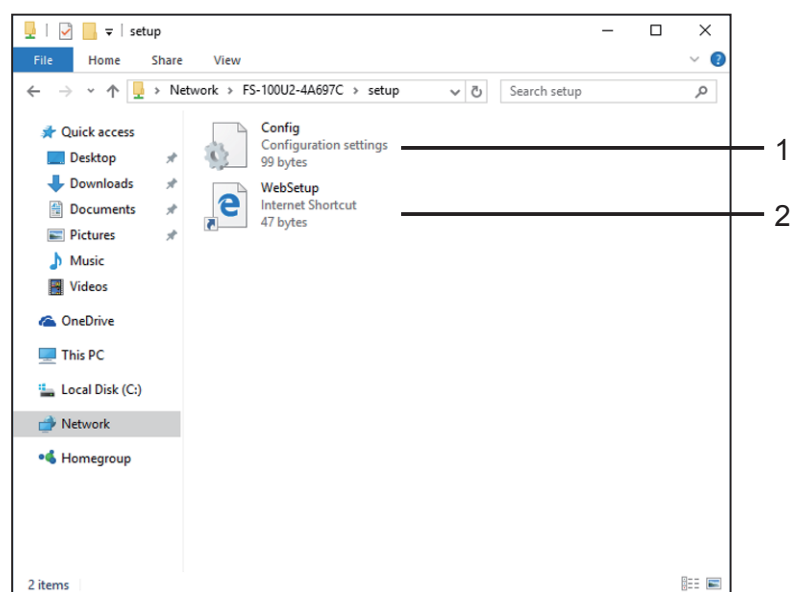 setup
File Home Share View
Network > FS-100U2-4A697C > setup
Search setup
Quick access
Desktop
Downloads
Documents
Pictures
Music
Videos
OneDrive
This PC
Local Disk (C:)
Network
Homegroup
Config
Configuration settings
99 bytes
1
WebSetup
Internet Shortcut
47 bytes
2
2 items